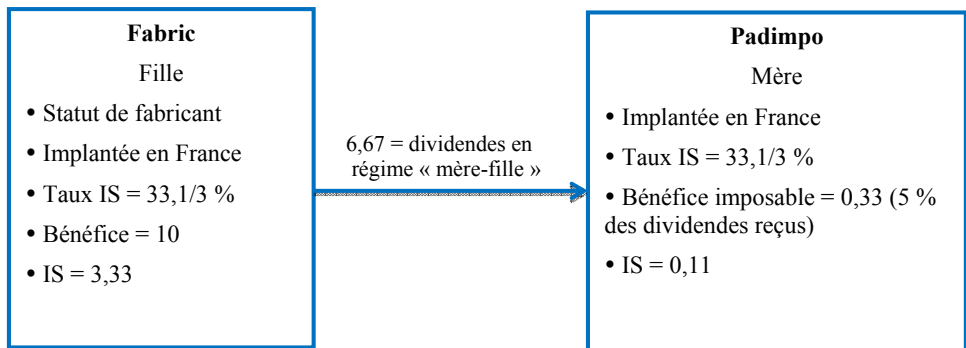 Fabric
Fille
• Statut de fabricant
• Implantée en France
• Taux IS = 33,1/3 %
• Bénéfice = 10
• IS = 3,33
6,67 = dividendes en
régime « mère-fille »
Padimpo
Mère
• Implantée en France
• Taux IS = 33,1/3 %
• Bénéfice imposable = 0,33 (5 %
des dividendes reçus)
• IS = 0,11